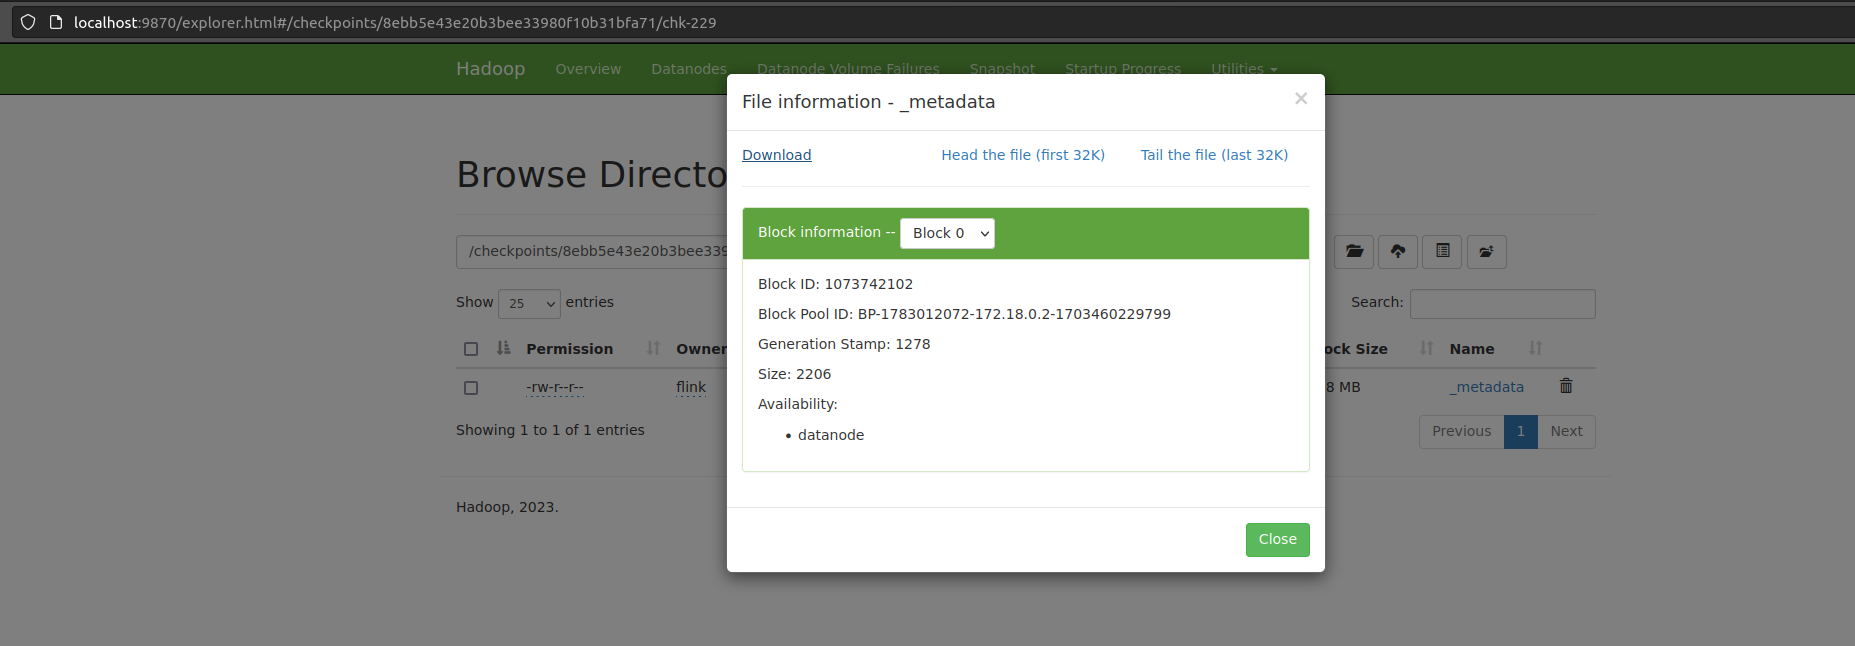 localhost:9870/explorer.html#/checkpoints/8ebb5e43e20b3bee33980f10b31bfa71/chk-229
Hadoop Overview Datanodes Datanode Volume Failures Snapshot Startup Progress Utilities
File information - _metadata ×
Download Head the file (first 32K) Tail the file (last 32K)
Browse Directo
Block information -- Block 0
/checkpoints/8ebb5e43e20b3bee339
Block ID: 1073742102
Show 25 entries Search:
Block Pool ID: BP-1783012072-172.18.0.2-1703460229799
Generation Stamp: 1278
Permission Owner ock Size Name
Size: 2206
-rw-r--r-- flink 8 MB _metadata
Availability:
• datanode
Showing 1 to 1 of 1 entries Previous 1 Next
Hadoop, 2023.
Close